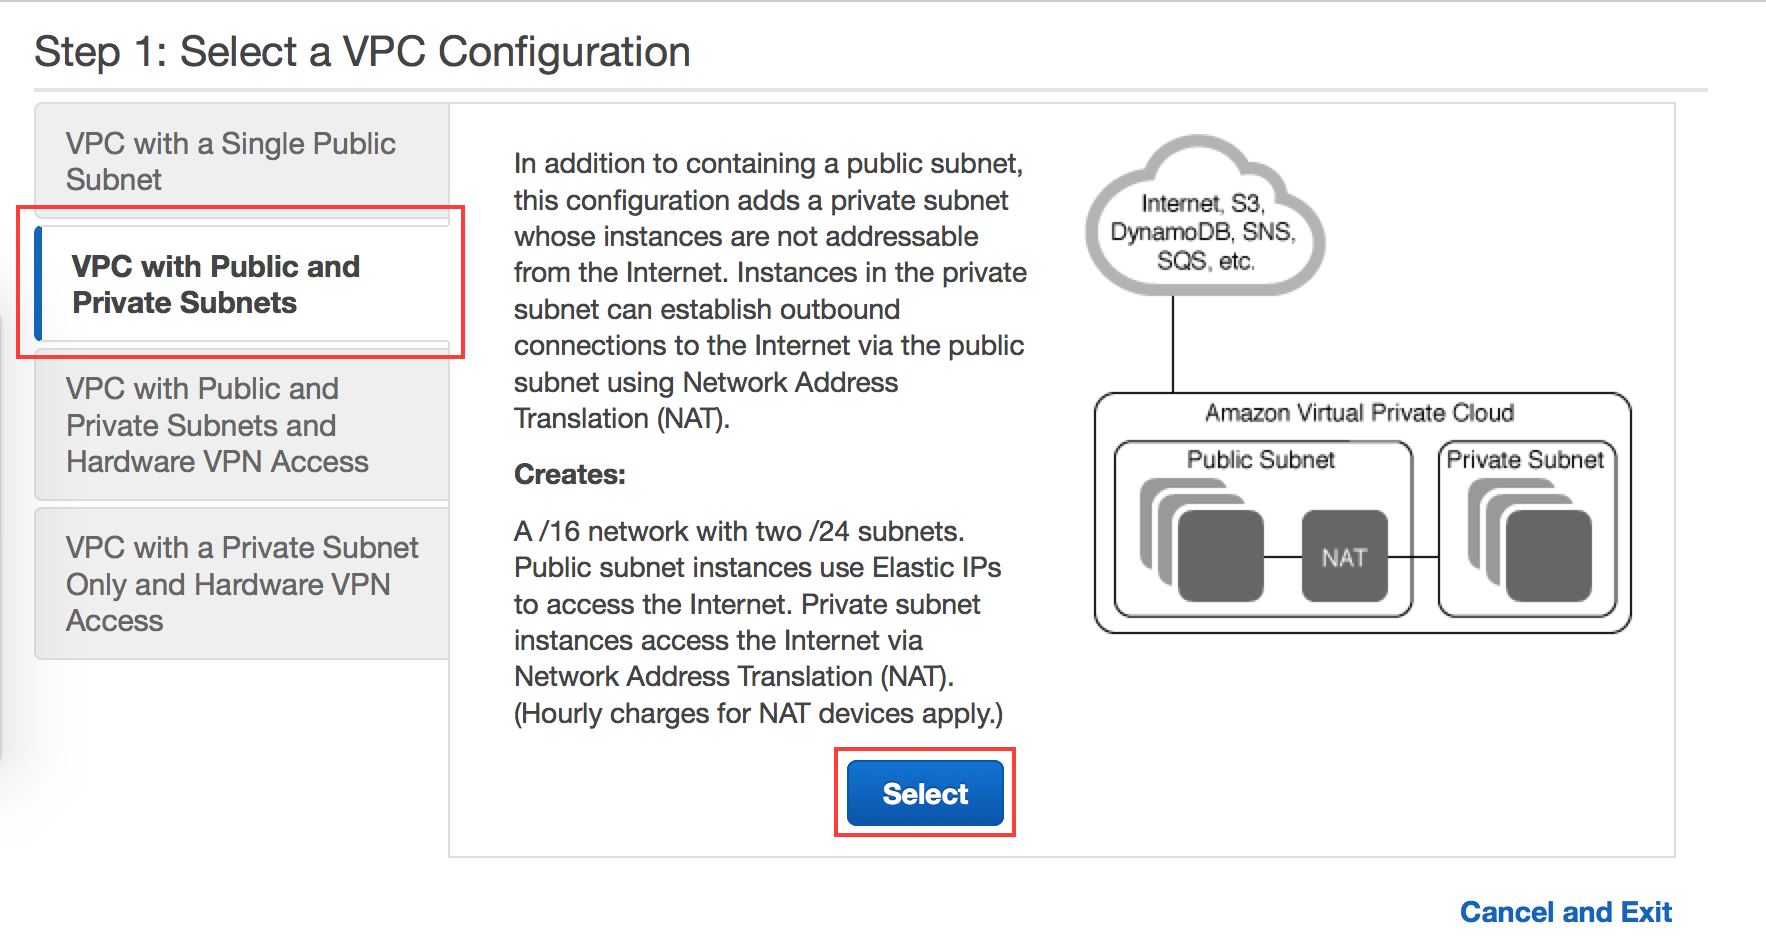 Step 1: Select a VPC Configuration
VPC with a Single Public
Subnet
VPC with Public and
Private Subnets
VPC with Public and
Private Subnets and
Hardware VPN Access
VPC with a Private Subnet
Only and Hardware VPN
Access
In addition to containing a public subnet,
this configuration adds a private subnet
whose instances are not addressable
from the Internet. Instances in the private
subnet can establish outbound
connections to the Internet via the public
subnet using Network Address
Translation (NAT).
Creates:
A /16 network with two /24 subnets.
Public subnet instances use Elastic IPs
to access the Internet. Private subnet
instances access the Internet via
Network Address Translation (NAT).
(Hourly charges for NAT devices apply.)
Select
Internet, S3,
DynamoDB, SNS,
SQS, etc.
Amazon Virtual Private Cloud
Public Subnet
Private Subnet
NAT
Cancel and Exit